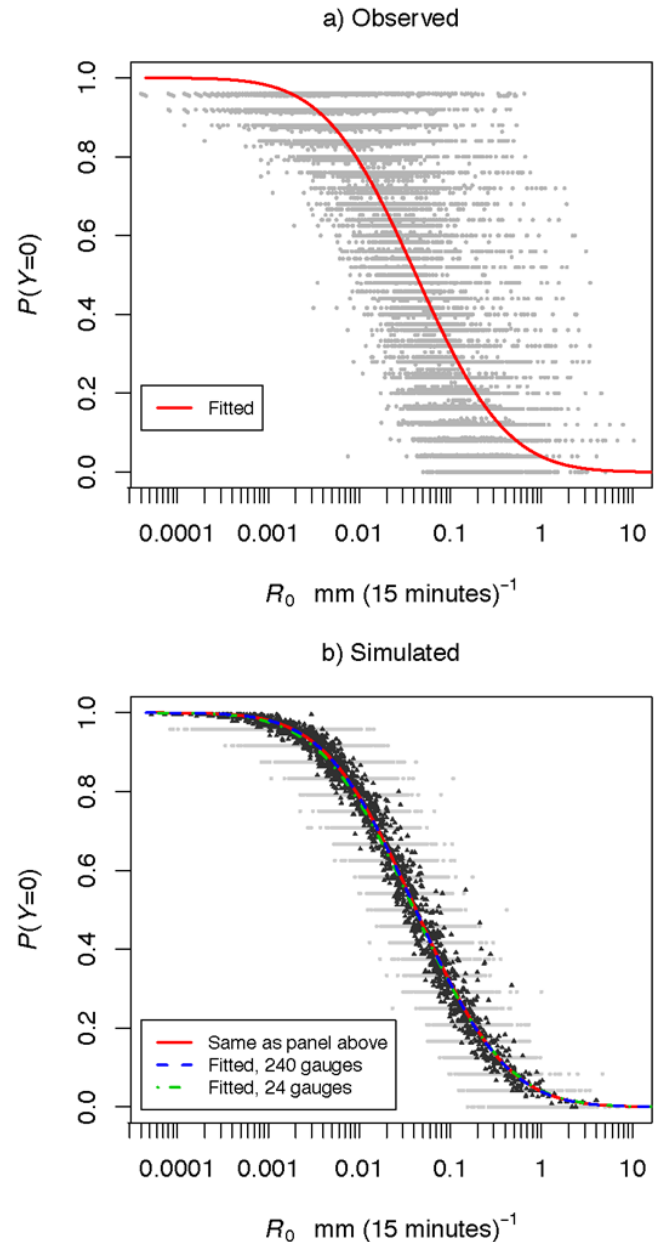 a) Observed
P(Y=0)
1.0
0.8
0.6
0.4
0.2
0.0
Fitted
0.0001 0.001 0.01 0.1 1 10
R₀ mm (15 minutes)⁻¹
b) Simulated
P(Y=0)
1.0
0.8
0.6
0.4
0.2
0.0
Same as panel above
Fitted, 240 gauges
Fitted, 24 gauges
0.0001 0.001 0.01 0.1 1 10
R₀ mm (15 minutes)⁻¹